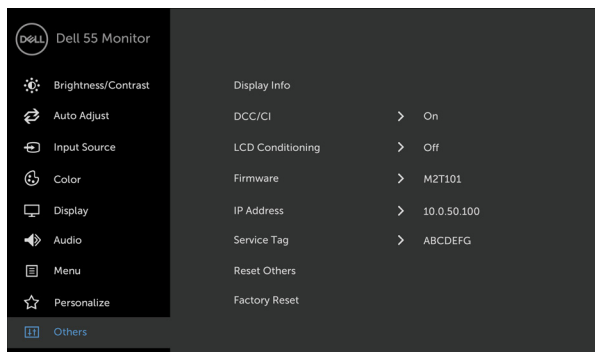 DELL Dell 55 Monitor
Brightness/Contrast
Auto Adjust
Input Source
Color
Display
Audio
Menu
Personalize
Others
Display Info
DCC/CI > On
LCD Conditioning > Off
Firmware > M2T101
IP Address > 10.0.50.100
Service Tag > ABCDEFG
Reset Others
Factory Reset